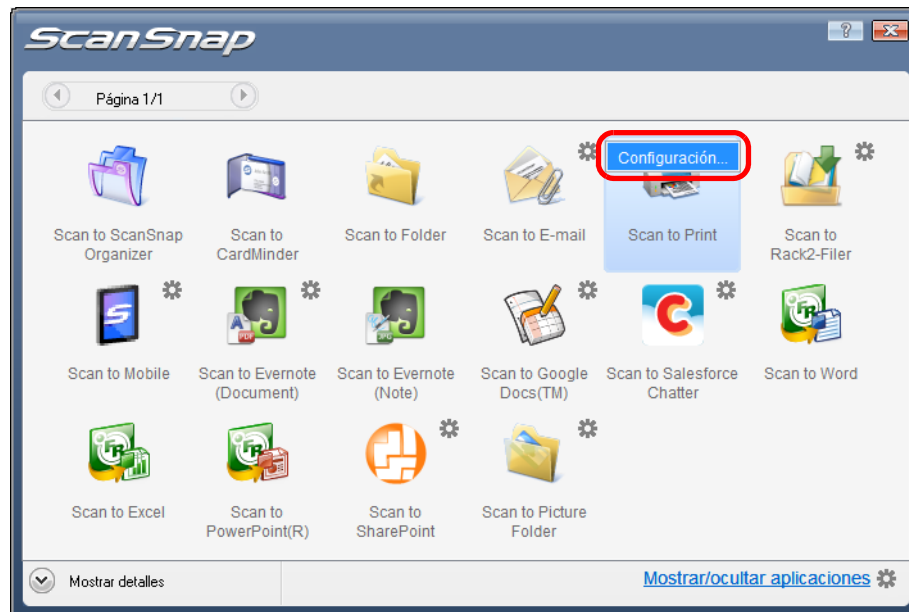 ScanSnap
Página 1/1
Configuración...
Scan to ScanSnap
Organizer
Scan to
CardMinder
Scan to Folder
Scan to E-mail
Scan to Print
Scan to
Rack2-Filer
Scan to Mobile
Scan to Evernote
(Document)
Scan to Evernote
(Note)
Scan to Google
Docs(TM)
Scan to Salesforce
Chatter
Scan to Word
Scan to Excel
Scan to
PowerPoint(R)
Scan to
SharePoint
Scan to Picture
Folder
Mostrar detalles
Mostrar/ocultar aplicaciones